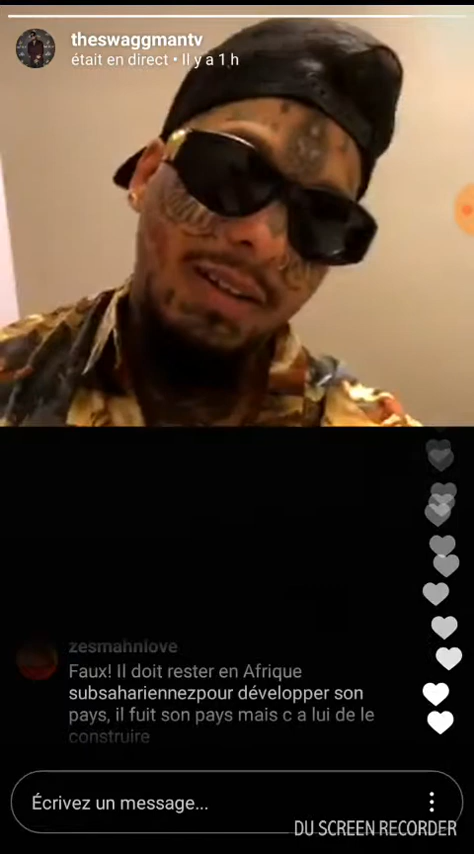 theswaggmantv
était en direct • Il y a 1 h
zesmahnlove
Faux! Il doit rester en Afrique
subsahariennezpour développer son
pays, il fuit son pays mais c a lui de le
construire
Écrivez un message...
DU SCREEN RECORDER